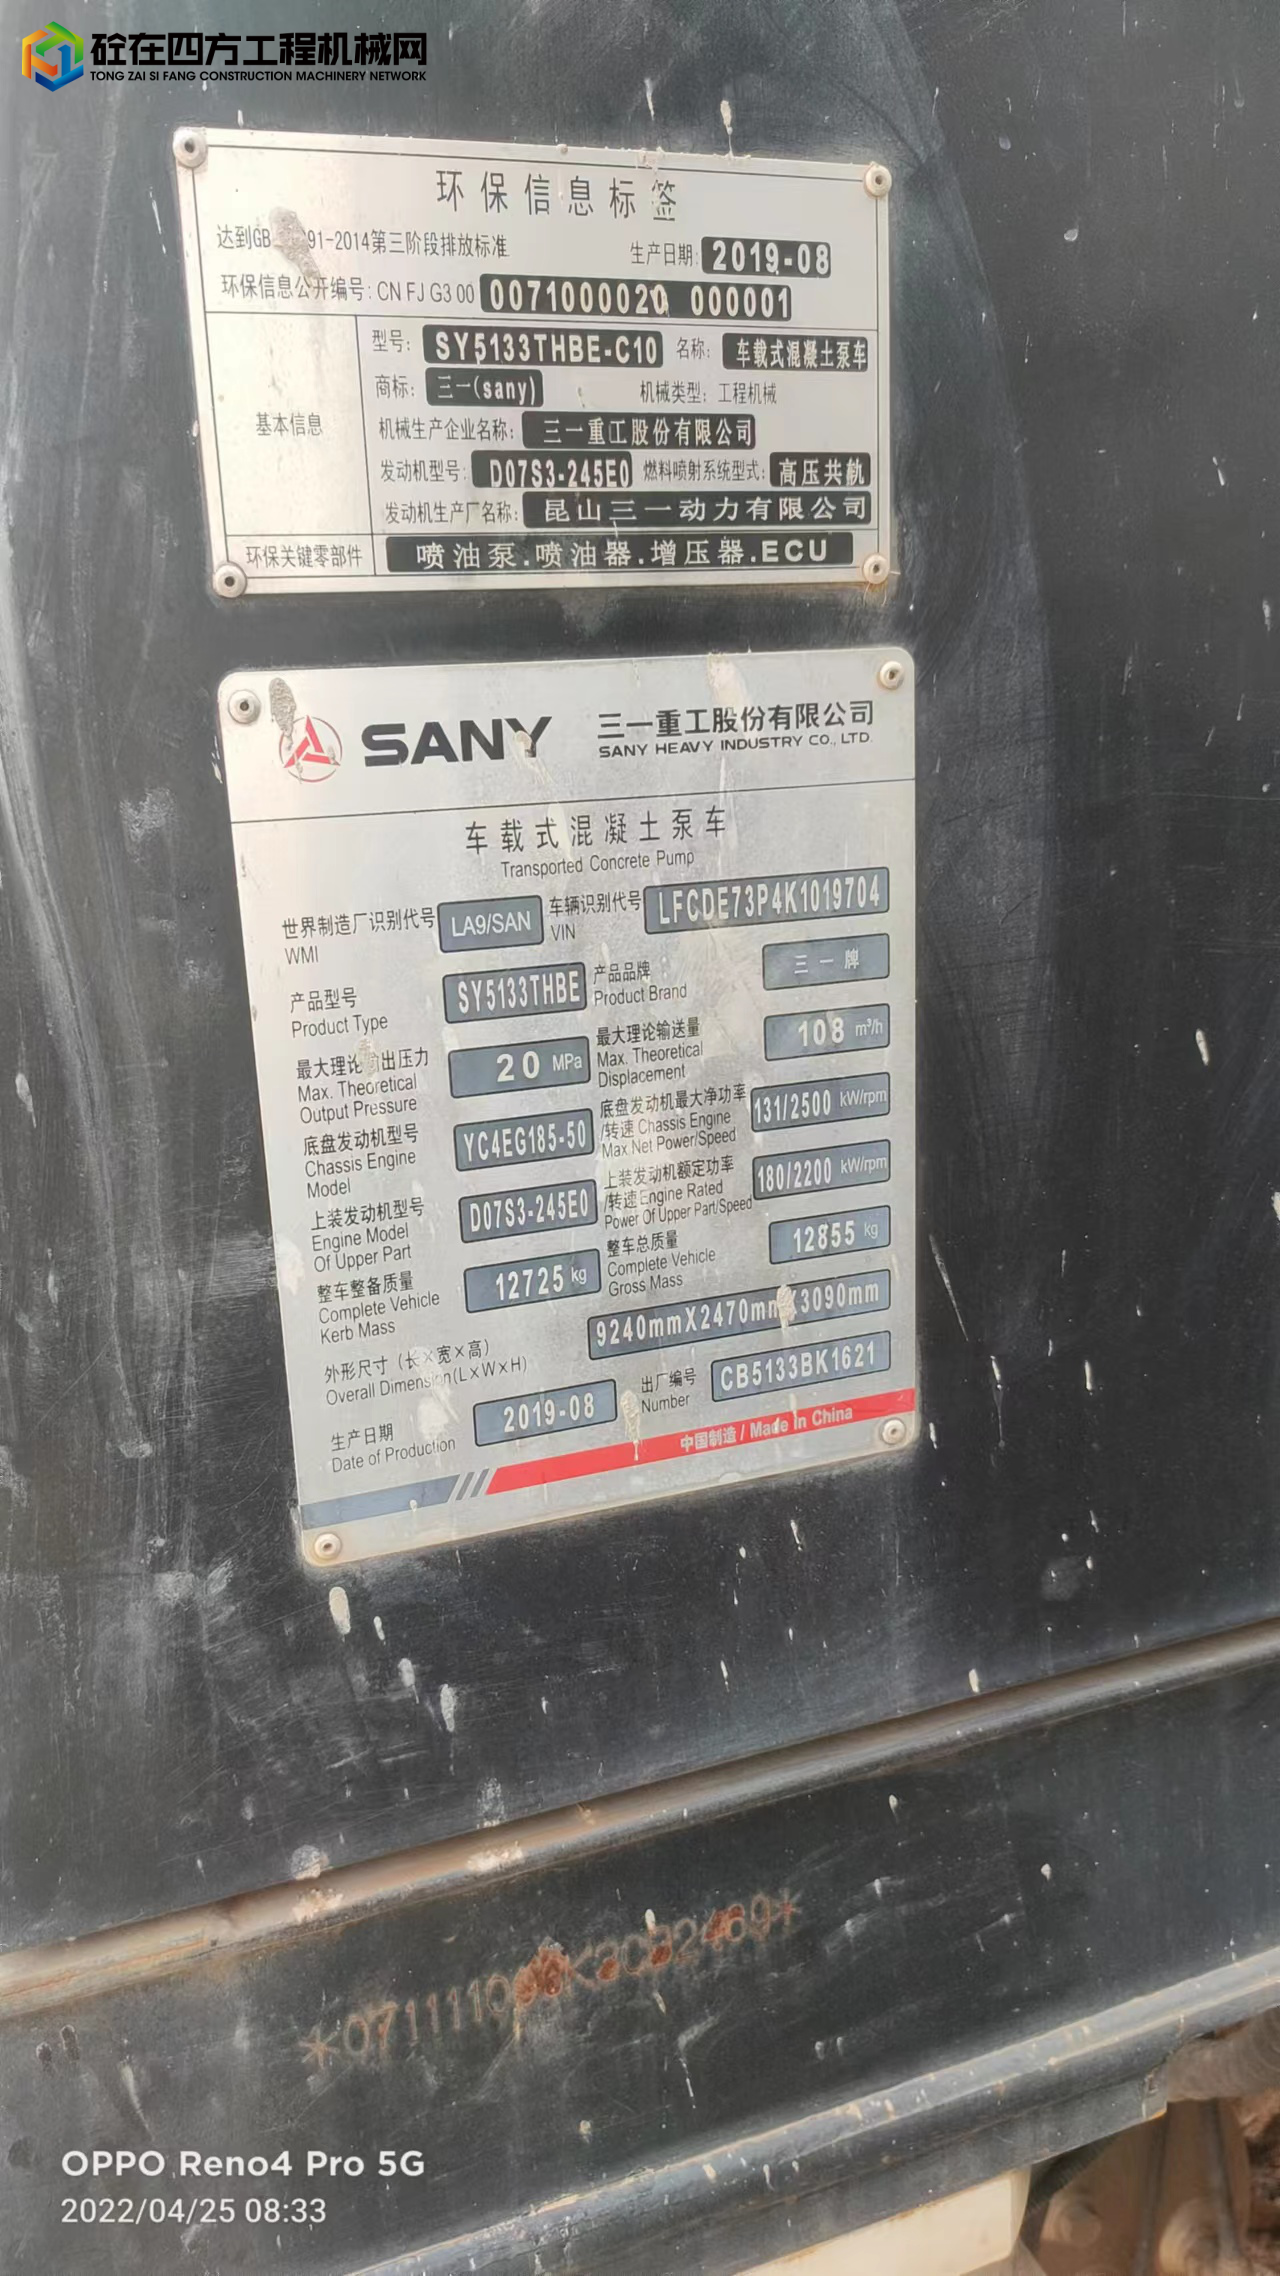 砼在四方工程机械网
TONG ZAI SI FANG CONSTRUCTION MACHINERY NETWORK
环保信息标签
达到GB 91-2014第三阶段排放标准 生产日期: 2019-08
环保信息公开编号: CN FJ G3 00 0071000020 000001
基本信息
型号: SY5133THBE-C10 名称: 车载式混凝土泵车
商标: 三一(sany) 机械类型: 工程机械
机械生产企业名称: 三一重工股份有限公司
发动机型号: D07S3-245E0 燃料喷射系统型式: 高压共轨
发动机生产厂名称: 昆山三一动力有限公司
环保关键零部件 喷油泵.喷油器.增压器.ECU
SANY 三一重工股份有限公司
SANY HEAVY INDUSTRY CO., LTD.
车载式混凝土泵车
Transported Concrete Pump
世界制造厂识别代号 WMI LA9/SAN 车辆识别代号 VIN LFCDE73P4K1019704
产品型号 Product Type SY5133THBE 产品品牌 Product Brand 三一牌
最大理论输出压力 Max. Theoretical Output Pressure 20 MPa 最大理论输送量 Max. Theoretical Displacement 108 m³/h
底盘发动机型号 Chassis Engine Model YC4EG185-50 底盘发动机最大净功率/转速 Chassis Engine Max Net Power/Speed 131/2500 kW/rpm
上装发动机型号 Engine Model Of Upper Part D07S3-245E0 上装发动机额定功率/转速 Engine Rated Power Of Upper Part/Speed 180/2200 kW/rpm
整车整备质量 Complete Vehicle Kerb Mass 12725 kg 整车总质量 Complete Vehicle Gross Mass 12855 kg
外形尺寸 (长×宽×高) Overall Dimension(L×W×H) 9240mmX2470mmX3090mm
生产日期 Date of Production 2019-08 出厂编号 Number CB5133BK1621
中国制造 / Made In China
OPPO Reno4 Pro 5G
2022/04/25 08:33